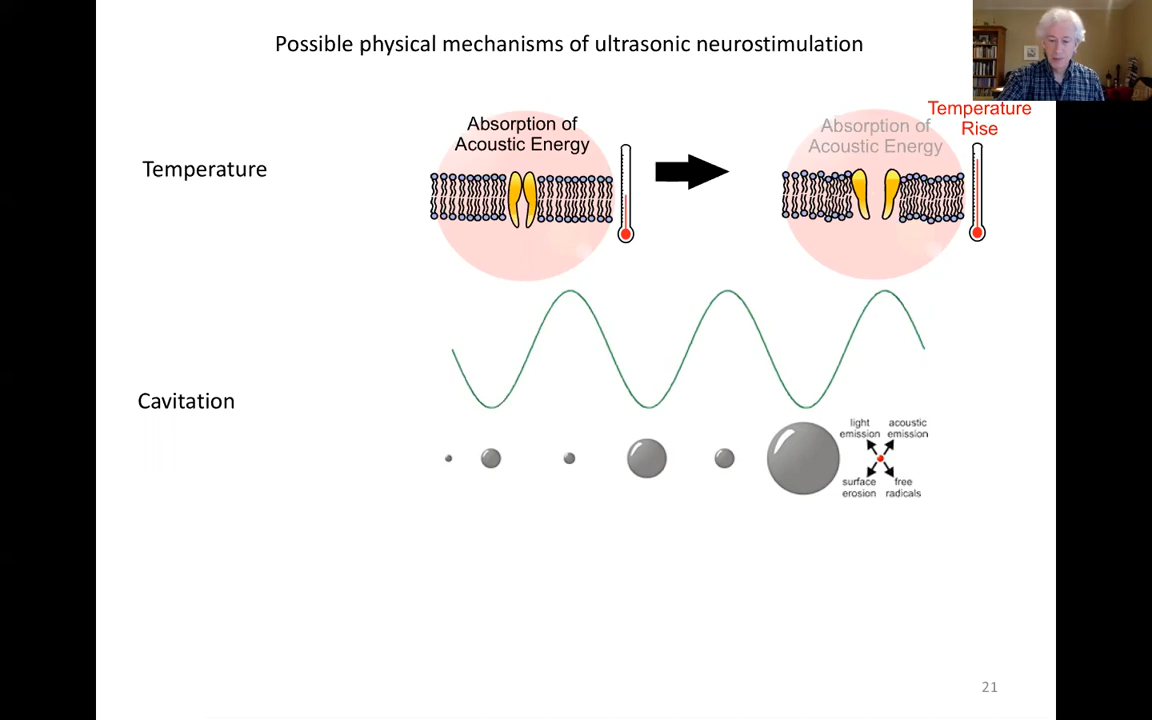 Possible physical mechanisms of ultrasonic neurostimulation
Temperature
Absorption of
Acoustic Energy
Absorption of
Acoustic Energy
Temperature
Rise
Cavitation
light
emission
acoustic
emission
surface
erosion
free
radicals
21